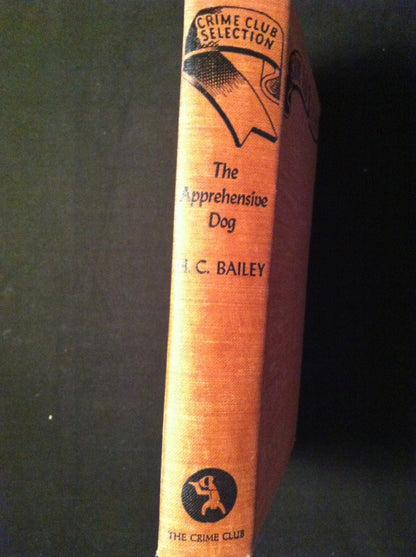 CRIME CLUB
SELECTION
The
Apprehensive
Dog
H. C. BAILEY
THE CRIME CLUB